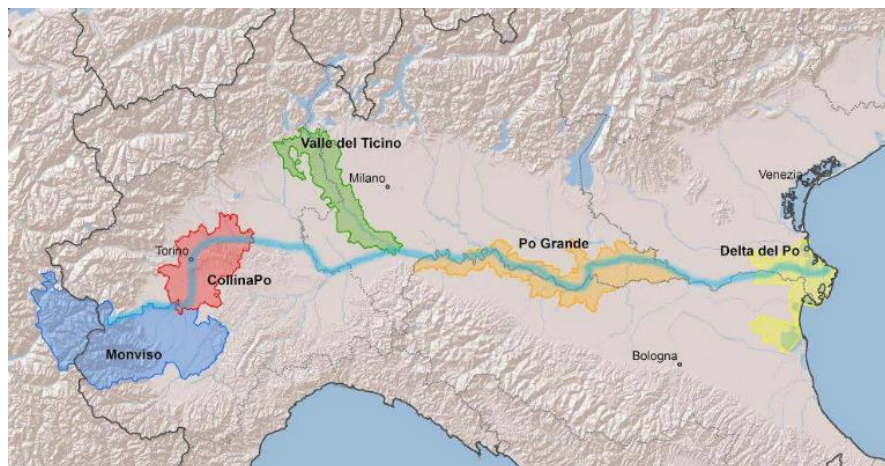 Valle del Ticino
Milano
Venezia
Torino
Po Grande
Delta del Po
CollinaPo
Monviso
Bologna